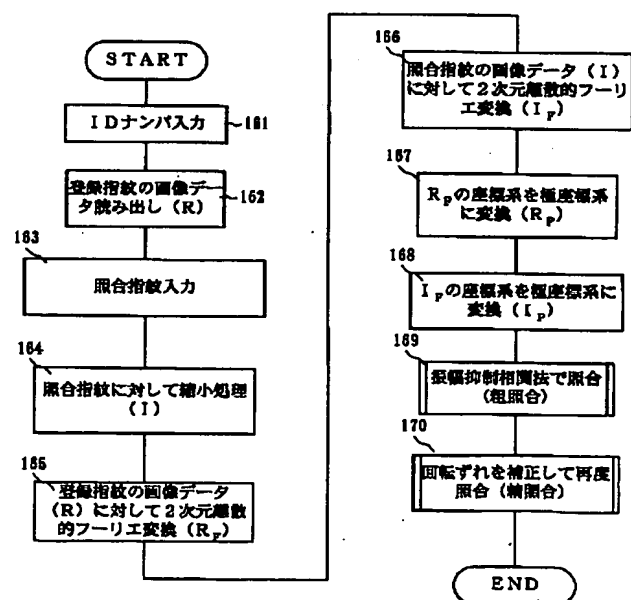 START
IDナンバ入力
161
登録指紋の画像デー
タ読み出し(R)
162
163
照合指紋入力
164
照合指紋に対して縮小処理
(I)
165
登録指紋の画像データ
(R)に対して2次元離散
的フーリエ変換(RF)
166
照合指紋の画像データ(I)
に対して2次元離散的フーリ
エ変換(IF)
167
RFの座標系を極座標系
に変換(RP)
168
IFの座標系を極座標系に
変換(IP)
169
振幅抑制相関法で照合
(粗照合)
170
回転ずれを補正して再度
照合(精照合)
END